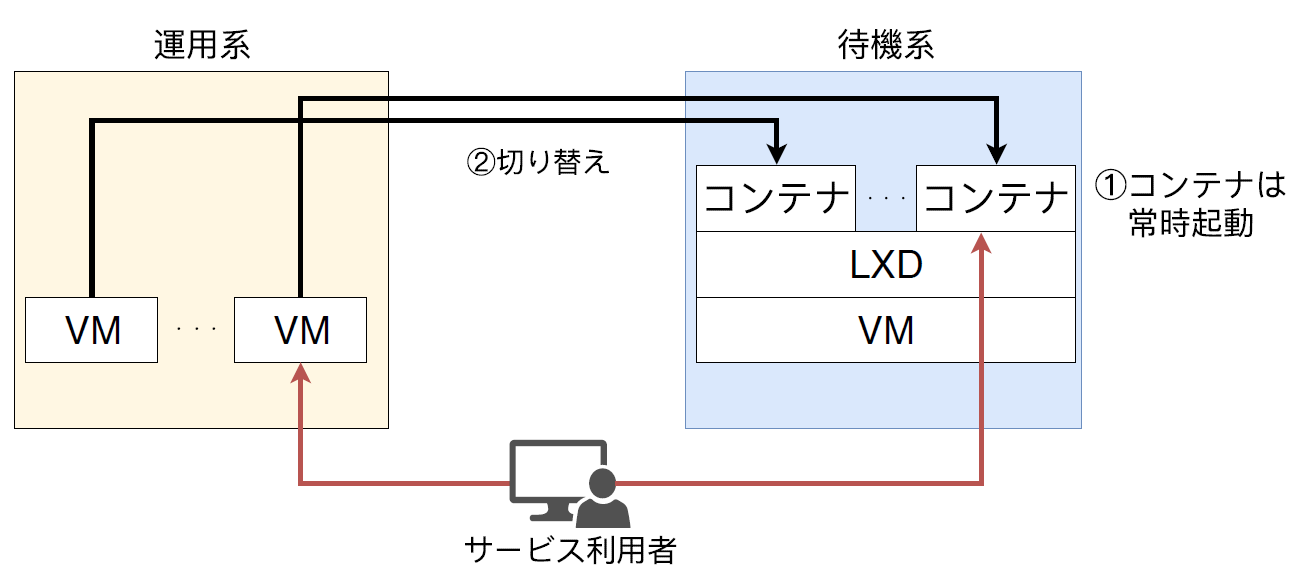 運用系
待機系
②切り替え
コンテナ
・・・
コンテナ
①コンテナは
常時起動
LXD
VM
・・・
VM
VM
サービス利用者